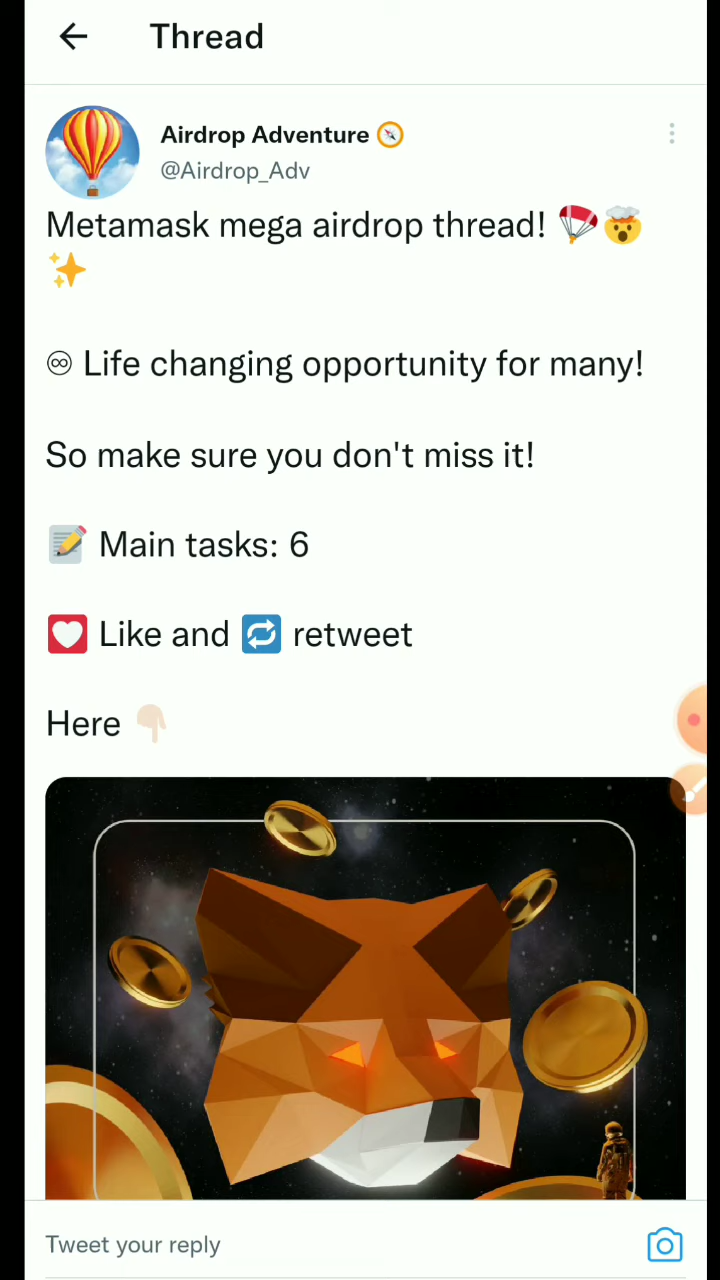 Thread
Airdrop Adventure
@Airdrop_Adv
Metamask mega airdrop thread! 🪂🤯
✨
♾ Life changing opportunity for many!
So make sure you don't miss it!
📝 Main tasks: 6
💟 Like and 🔁 retweet
Here 👇🏻
Tweet your reply